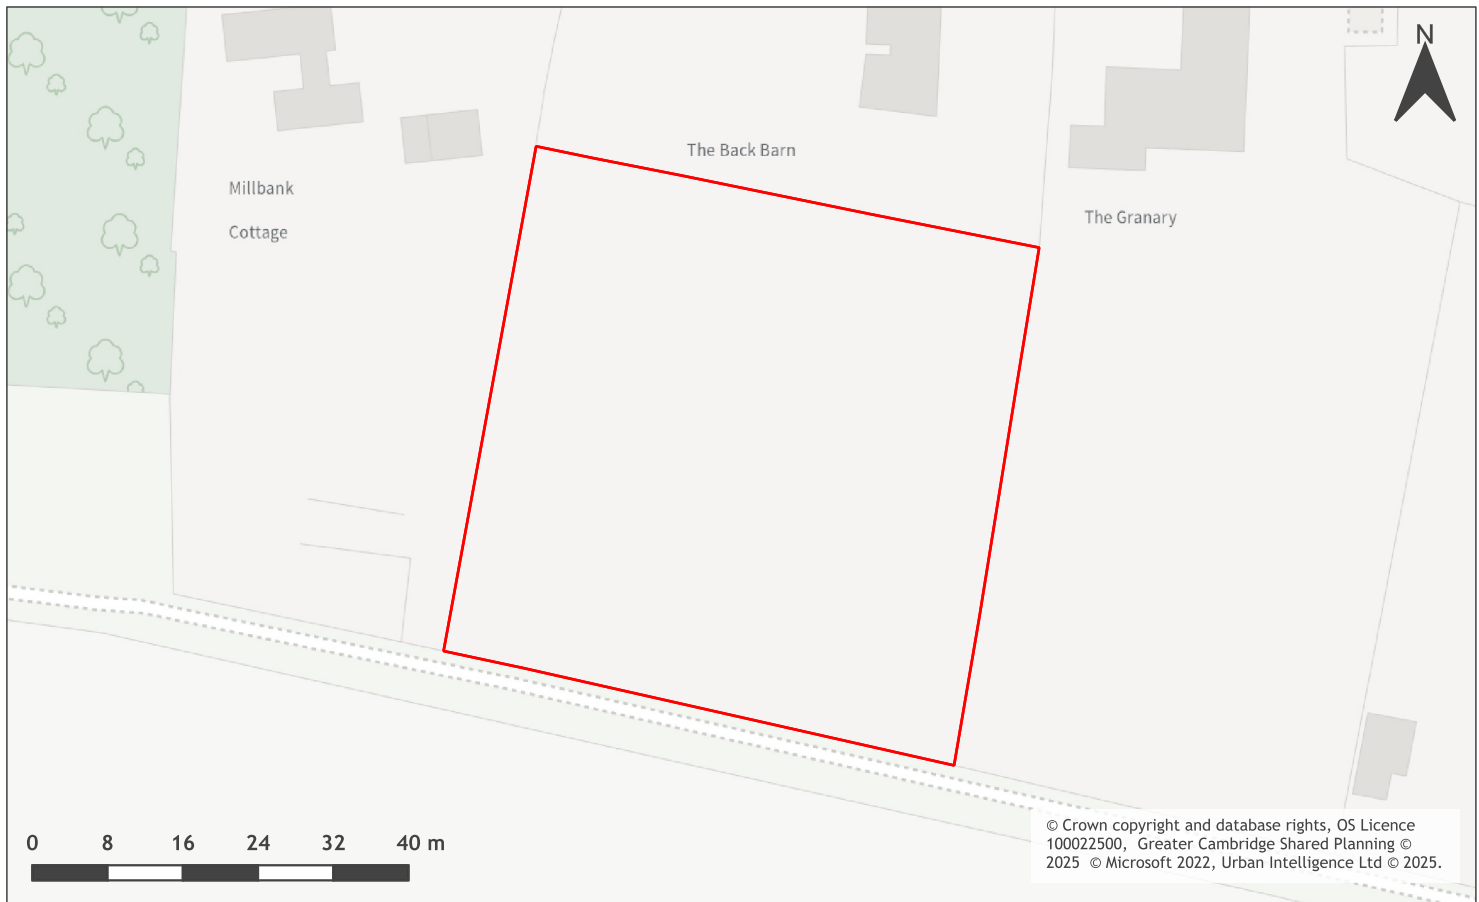 N
The Back Barn
Millbank
Cottage
The Granary
0 8 16 24 32 40 m
© Crown copyright and database rights, OS Licence
100022500, Greater Cambridge Shared Planning ©
2025 © Microsoft 2022, Urban Intelligence Ltd © 2025.